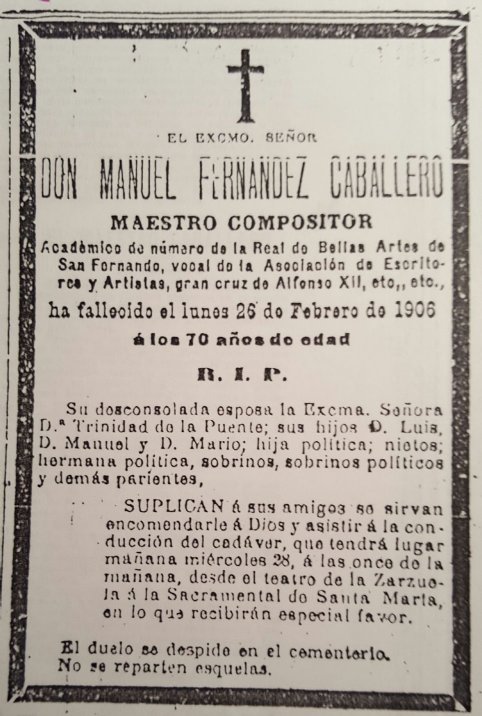 EL EXCMO. SEÑOR
DON MANUEL FERNANDEZ CABALLERO
MAESTRO COMPOSITOR
Académico de número de la Real de Bellas Artes de
San Fernando, vocal de la Asociación de Escrito-
res y Artistas, gran cruz de Alfonso XII, etc., etc.,
ha fallecido el lunes 26 de Febrero de 1906
á los 70 años de edad
R. I. P.
Su desconsolada esposa la Excma. Señora
D.ª Trinidad de la Puente; sus hijos D. Luis,
D. Manuel y D. Mario; hija política; nietos;
hermana política, sobrinos, sobrinos políticos
y demás parientes,
SUPLICAN á sus amigos se sirvan
encomendarle á Dios y asistir á la con-
ducción del cadáver, que tendrá lugar
mañana miércoles 28, á las once de la
mañana, desde el teatro de la Zarzue-
la á la Sacramental de Santa María,
en lo que recibirán especial favor.
El duelo se despide en el cementerio.
No se reparten esquelas.